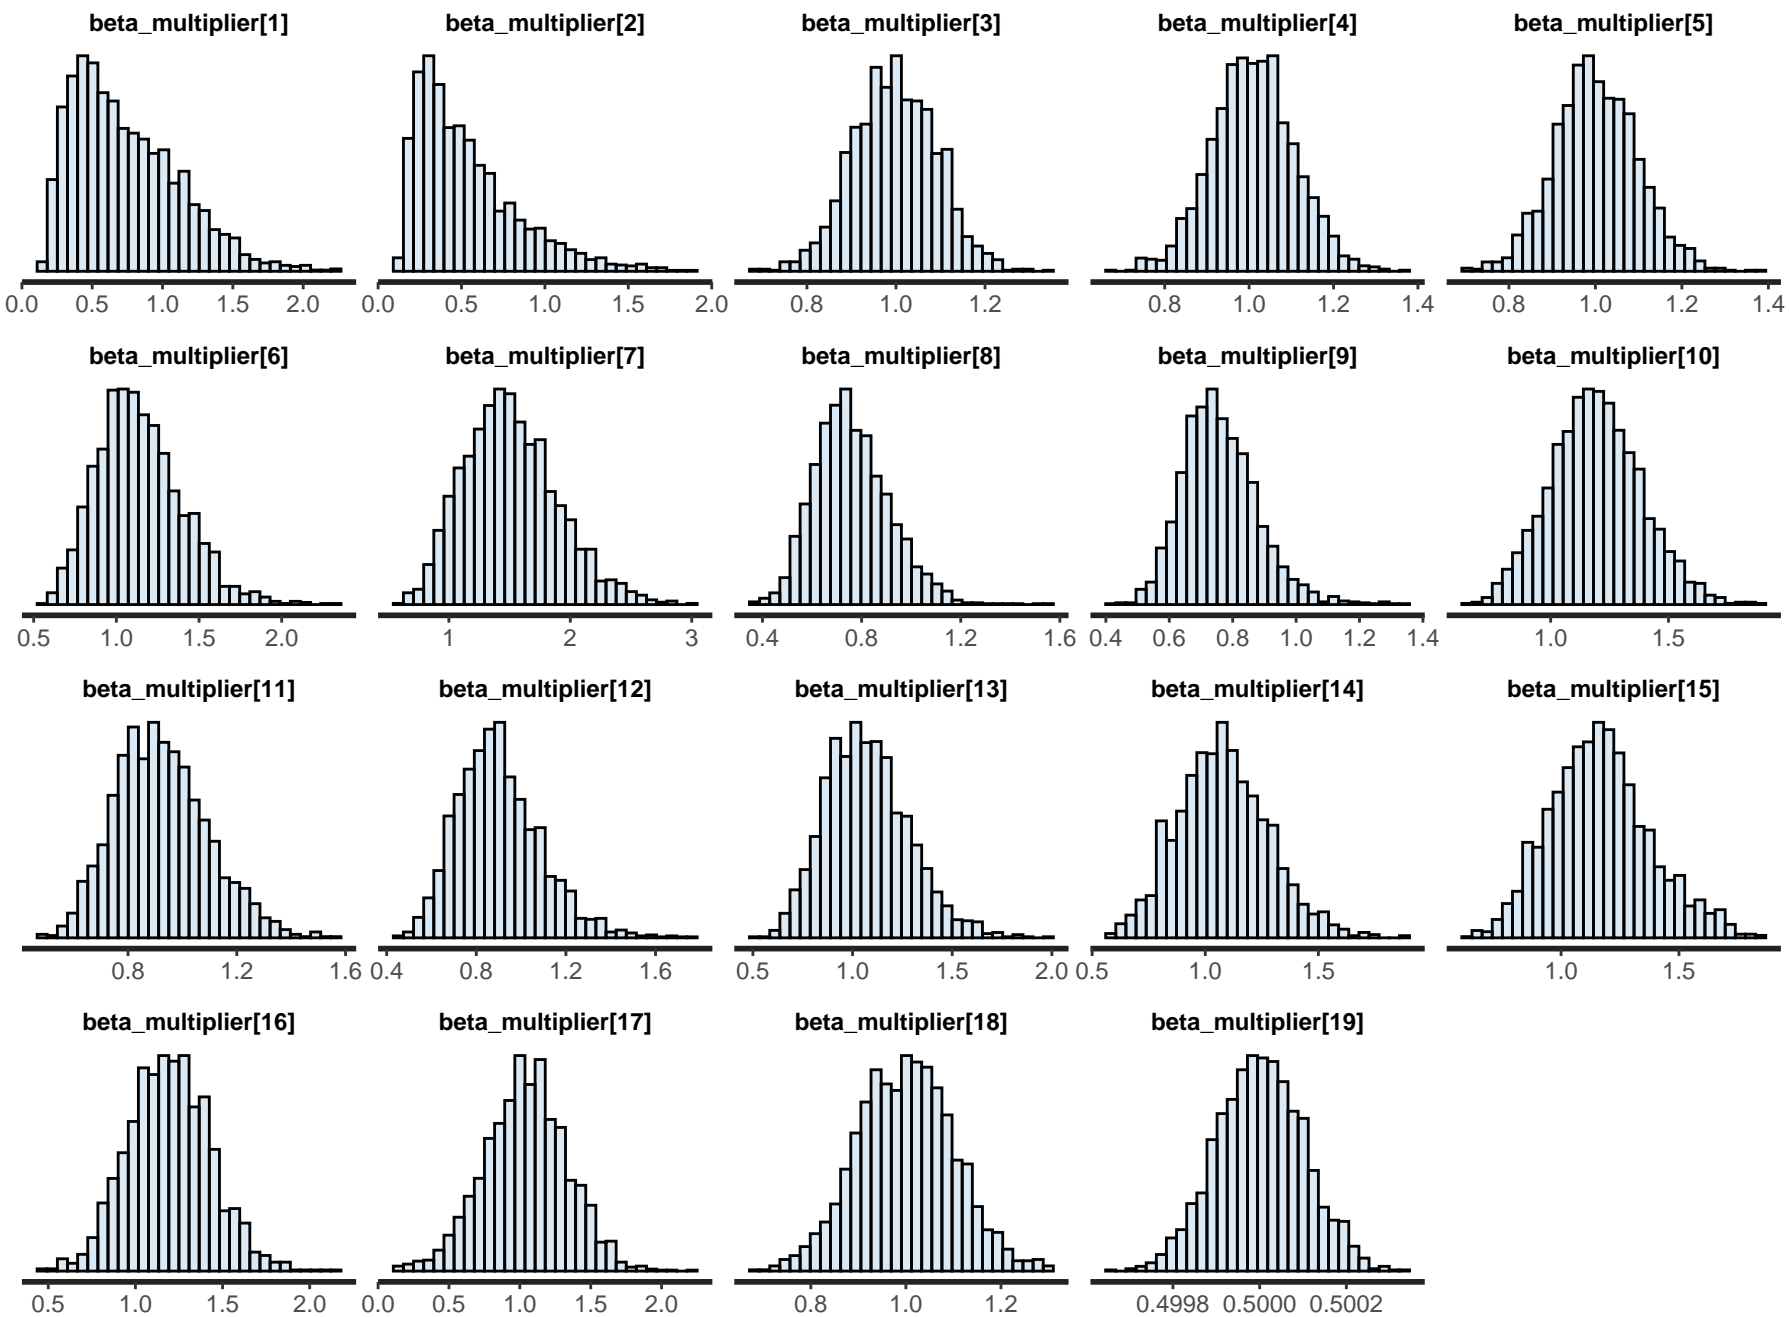 beta_multiplier[1] beta_multiplier[2] beta_multiplier[3] beta_multiplier[4] beta_multiplier[5]
0.0 0.5 1.0 1.5 2.0 0.0 0.5 1.0 1.5 2.0 0.8 1.0 1.2 0.8 1.0 1.2 1.4 0.8 1.0 1.2 1.4
beta_multiplier[6] beta_multiplier[7] beta_multiplier[8] beta_multiplier[9] beta_multiplier[10]
0.5 1.0 1.5 2.0 1 2 3 0.4 0.8 1.2 1.6 0.4 0.6 0.8 1.0 1.2 1.4 1.0 1.5
beta_multiplier[11] beta_multiplier[12] beta_multiplier[13] beta_multiplier[14] beta_multiplier[15]
0.8 1.2 1.6 0.4 0.8 1.2 1.6 0.5 1.0 1.5 2.0 0.5 1.0 1.5 1.0 1.5
beta_multiplier[16] beta_multiplier[17] beta_multiplier[18] beta_multiplier[19]
0.5 1.0 1.5 2.0 0.0 0.5 1.0 1.5 2.0 0.8 1.0 1.2 0.4998 0.5000 0.5002